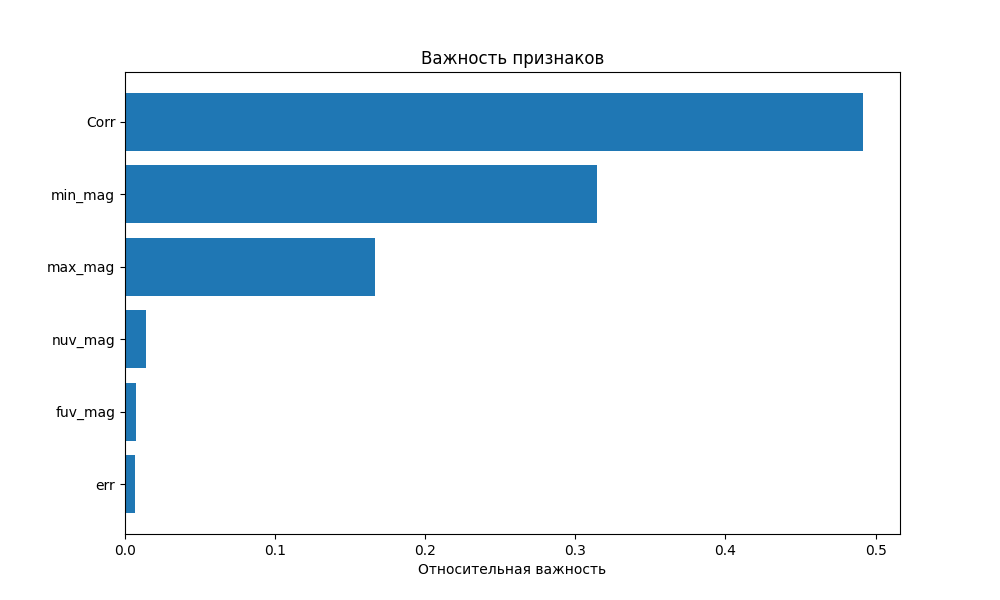 Важность признаков
Corr
min_mag
max_mag
nuv_mag
fuv_mag
err
0.0 0.1 0.2 0.3 0.4 0.5
Относительная важность